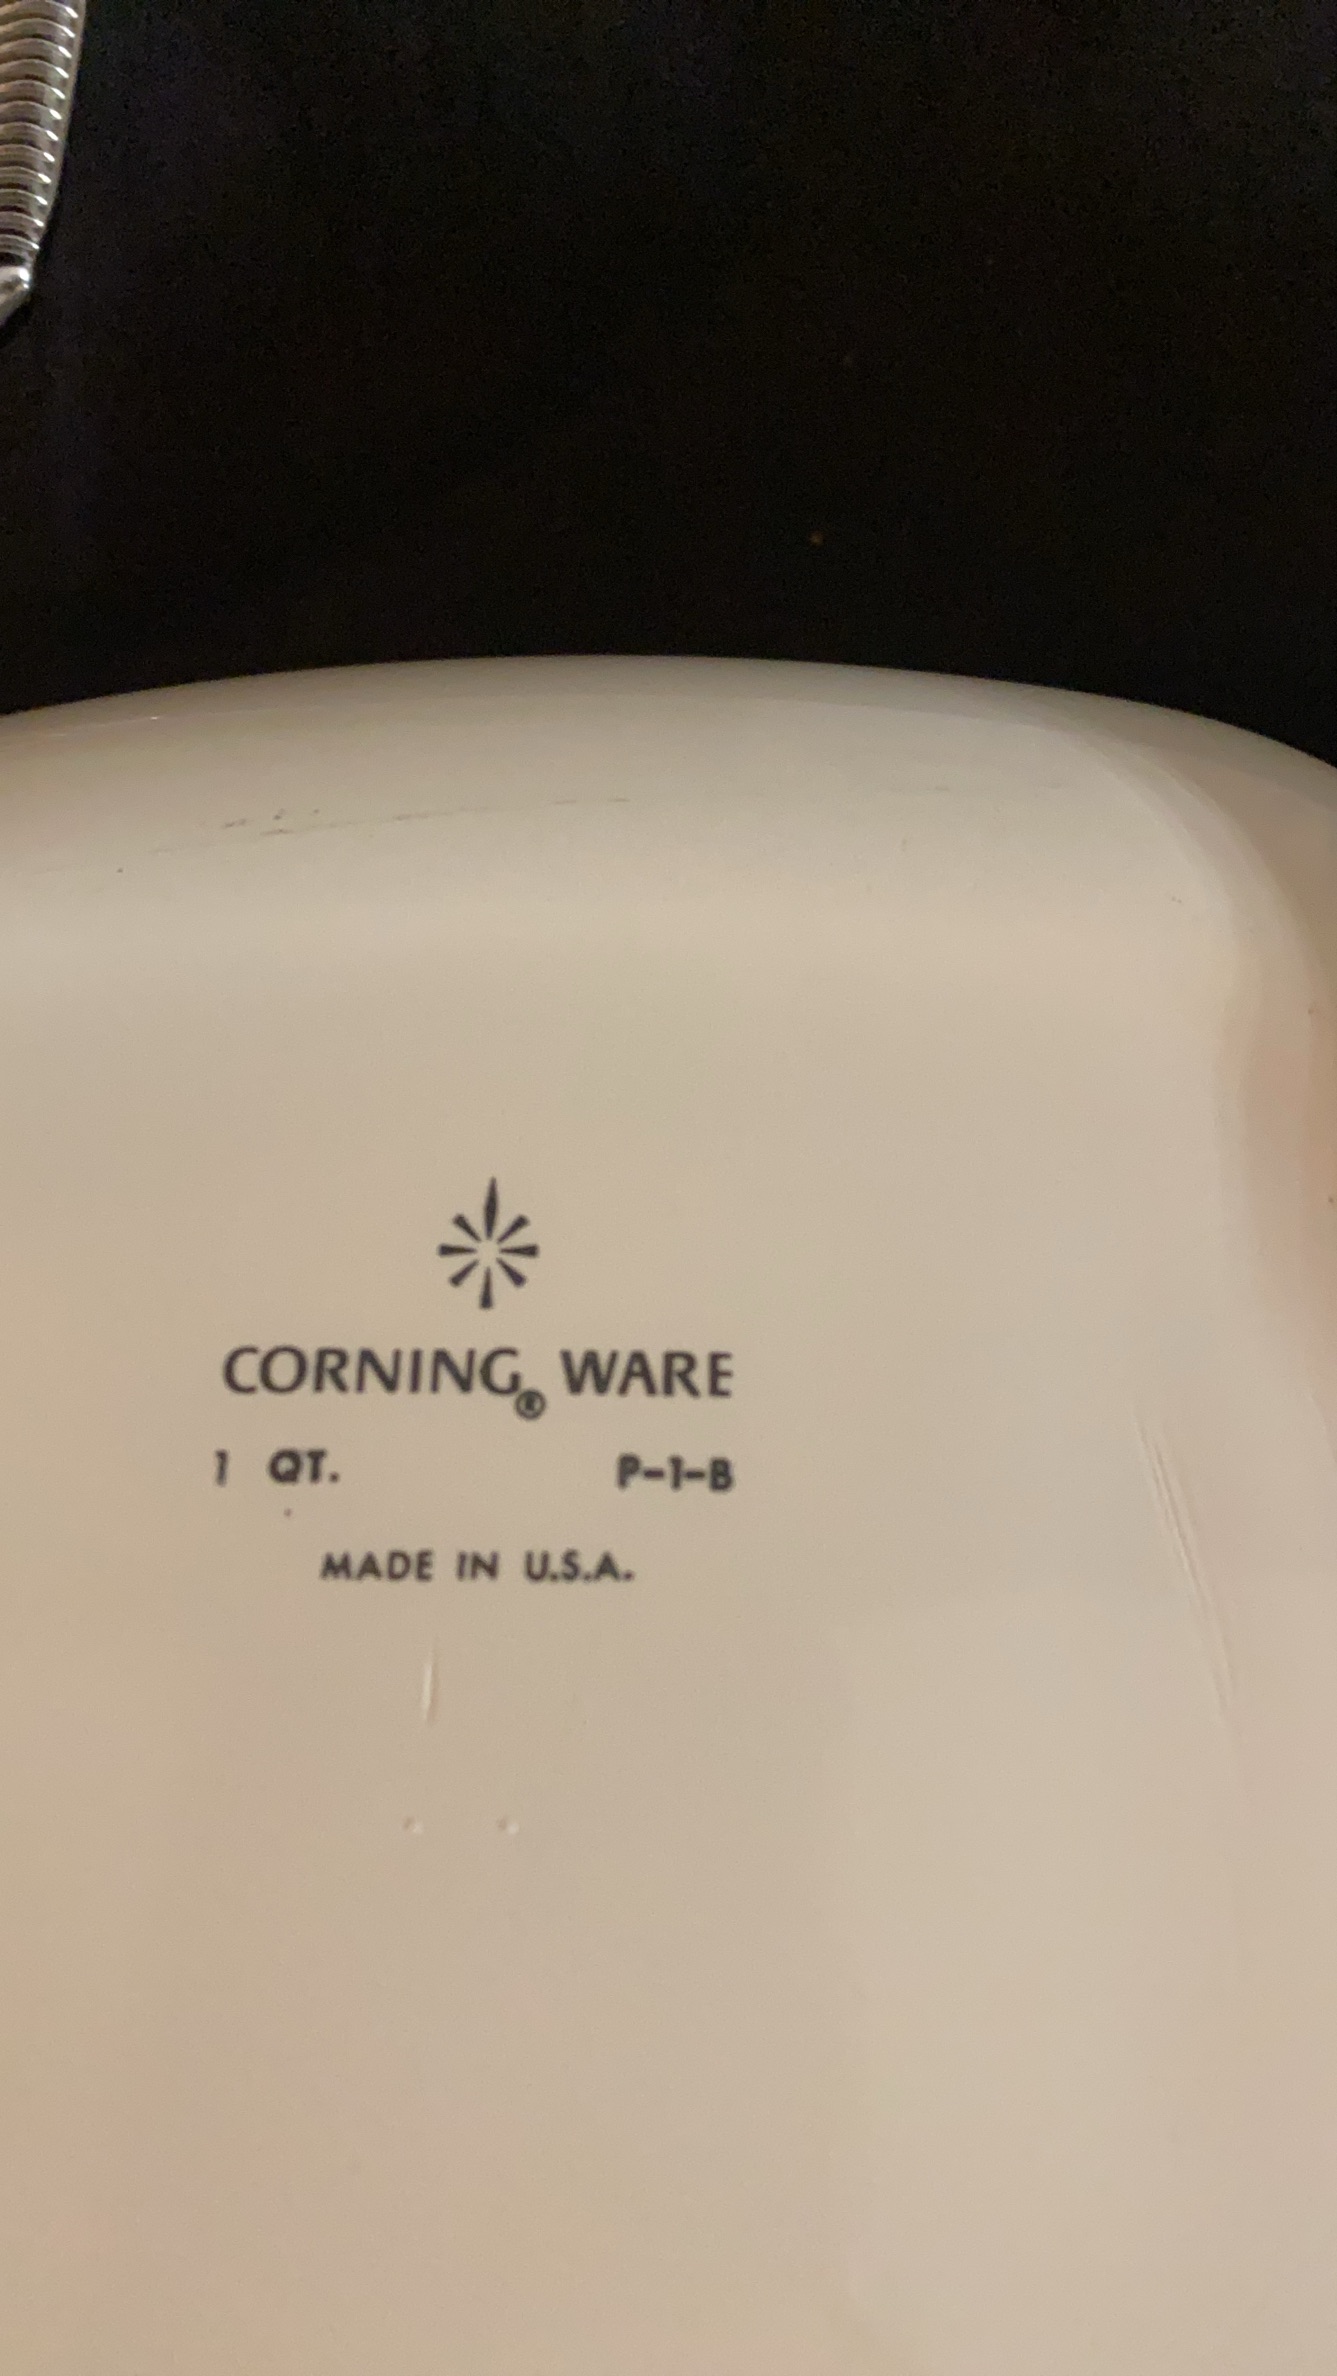 CORNING® WARE
1 QT. P-1-B
MADE IN U.S.A.